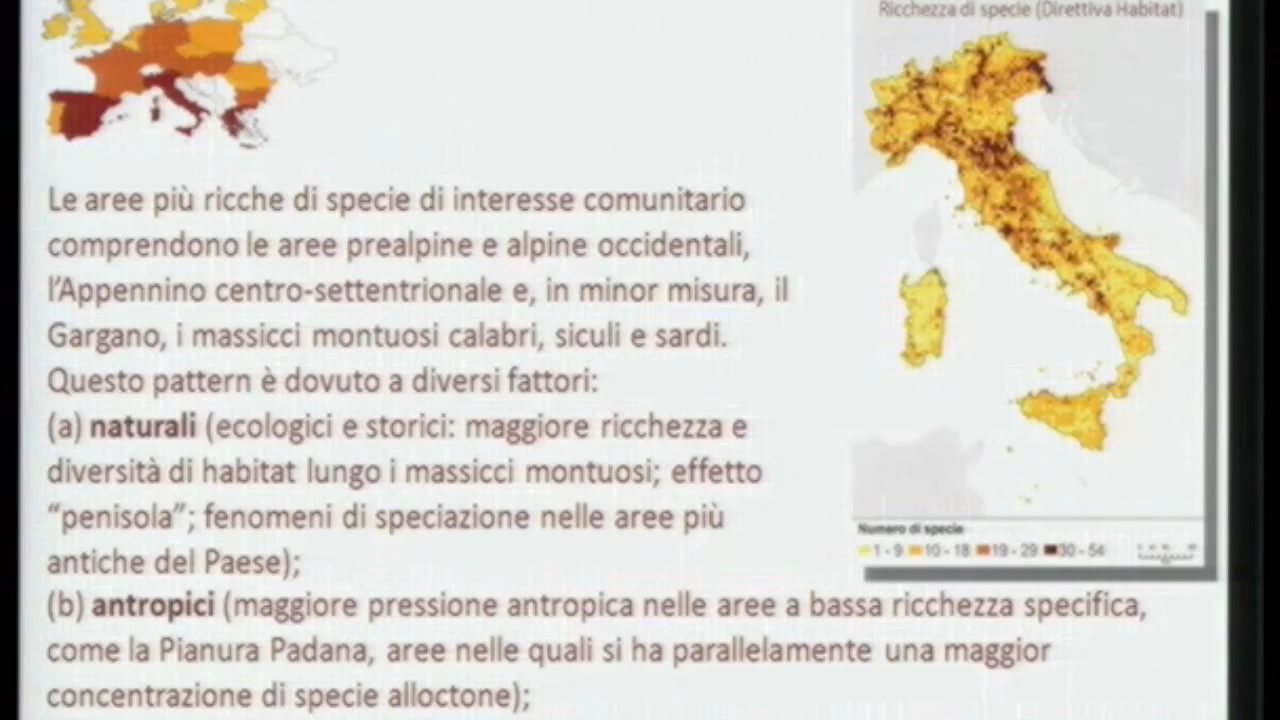 Ricchezza di specie (Direttiva Habitat)
Le aree più ricche di specie di interesse comunitario
comprendono le aree prealpine e alpine occidentali,
l'Appennino centro-settentrionale e, in minor misura, il
Gargano, i massicci montuosi calabri, siculi e sardi.
Questo pattern è dovuto a diversi fattori:
(a) naturali (ecologici e storici: maggiore ricchezza e
diversità di habitat lungo i massicci montuosi; effetto
“penisola”; fenomeni di speciazione nelle aree più
antiche del Paese);
Numero di specie
1 - 9 10 - 18 19 - 29 30 - 54
(b) antropici (maggiore pressione antropica nelle aree a bassa ricchezza specifica,
come la Pianura Padana, aree nelle quali si ha parallelamente una maggior
concentrazione di specie alloctone);